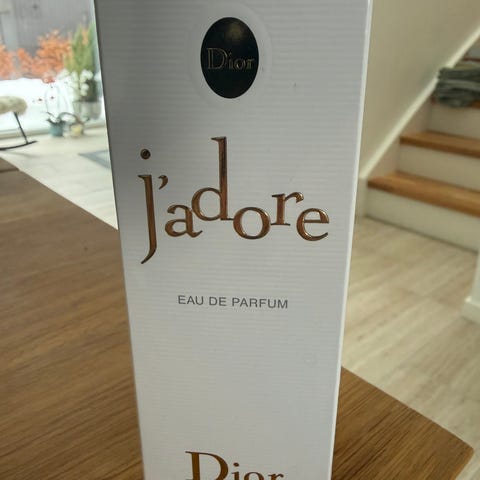 Dior
j'adore
EAU DE PARFUM
Dior